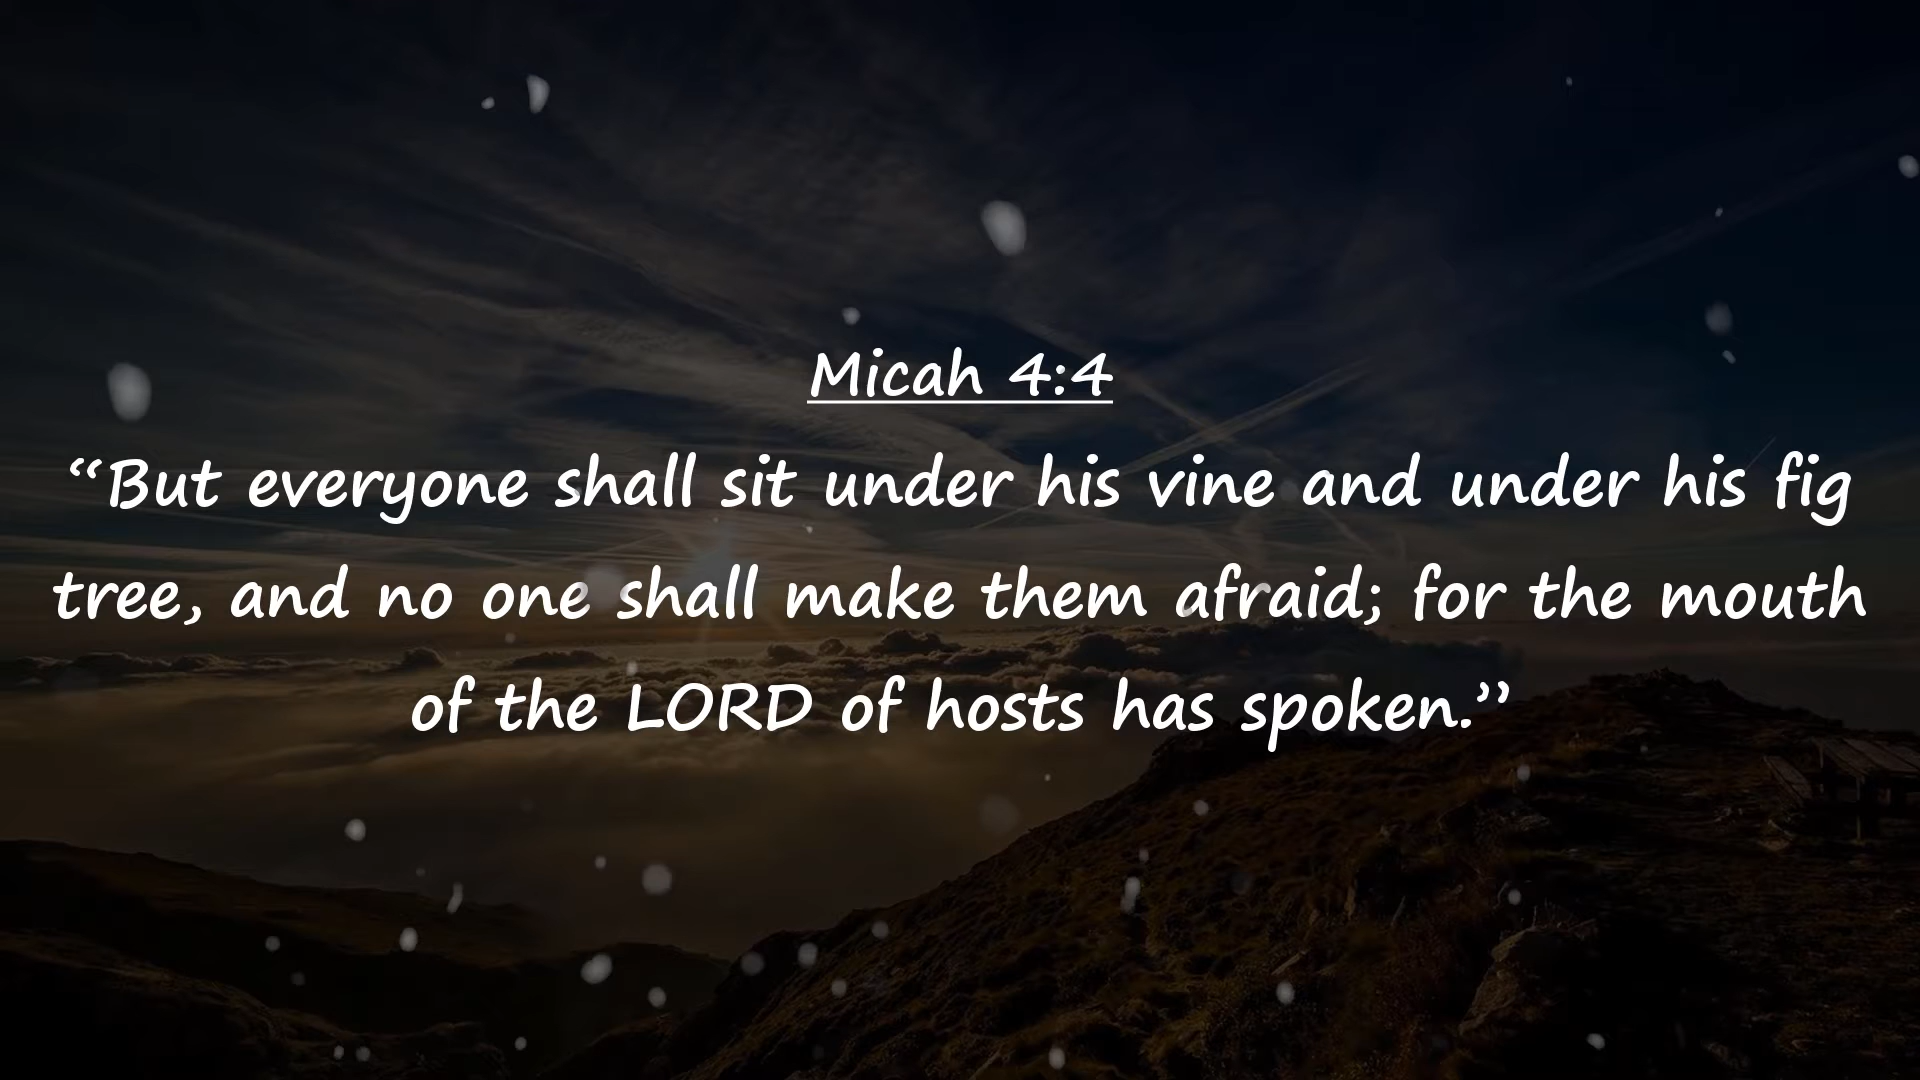 Micah 4:4
“But everyone shall sit under his vine and under his fig
tree, and no one shall make them afraid; for the mouth
of the LORD of hosts has spoken.”